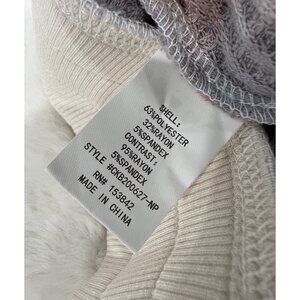 SHELL:
63%POLYESTER
32%RAYON
5%SPANDEX
CONTRAST:
95%RAYON
5%SPANDEX
STYLE #CKB200627-NP
RN# 153842
MADE IN CHINA